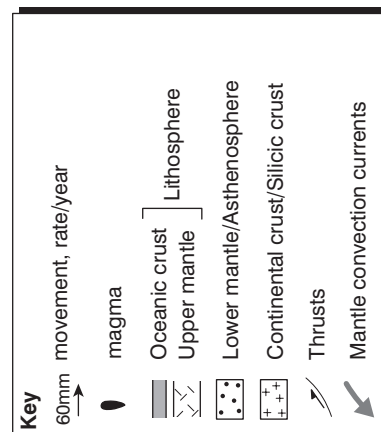 Key
60mm movement, rate/year
magma
Oceanic crust
Upper mantle
Lithosphere
Lower mantle/Asthenosphere
Continental crust/Silicic crust
Thrusts
Mantle convection currents